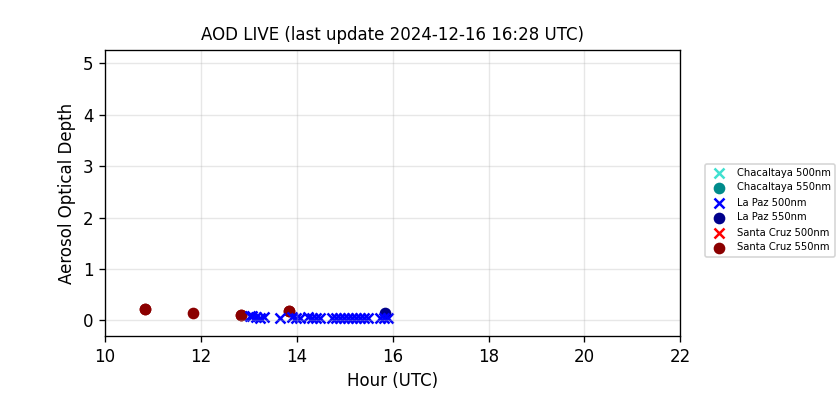 AOD LIVE (last update 2024-12-16 16:28 UTC)
5
4
3
2
1
0
Aerosol Optical Depth
10 12 14 16 18 20 22
Hour (UTC)
Chacaltaya 500nm
Chacaltaya 550nm
La Paz 500nm
La Paz 550nm
Santa Cruz 500nm
Santa Cruz 550nm